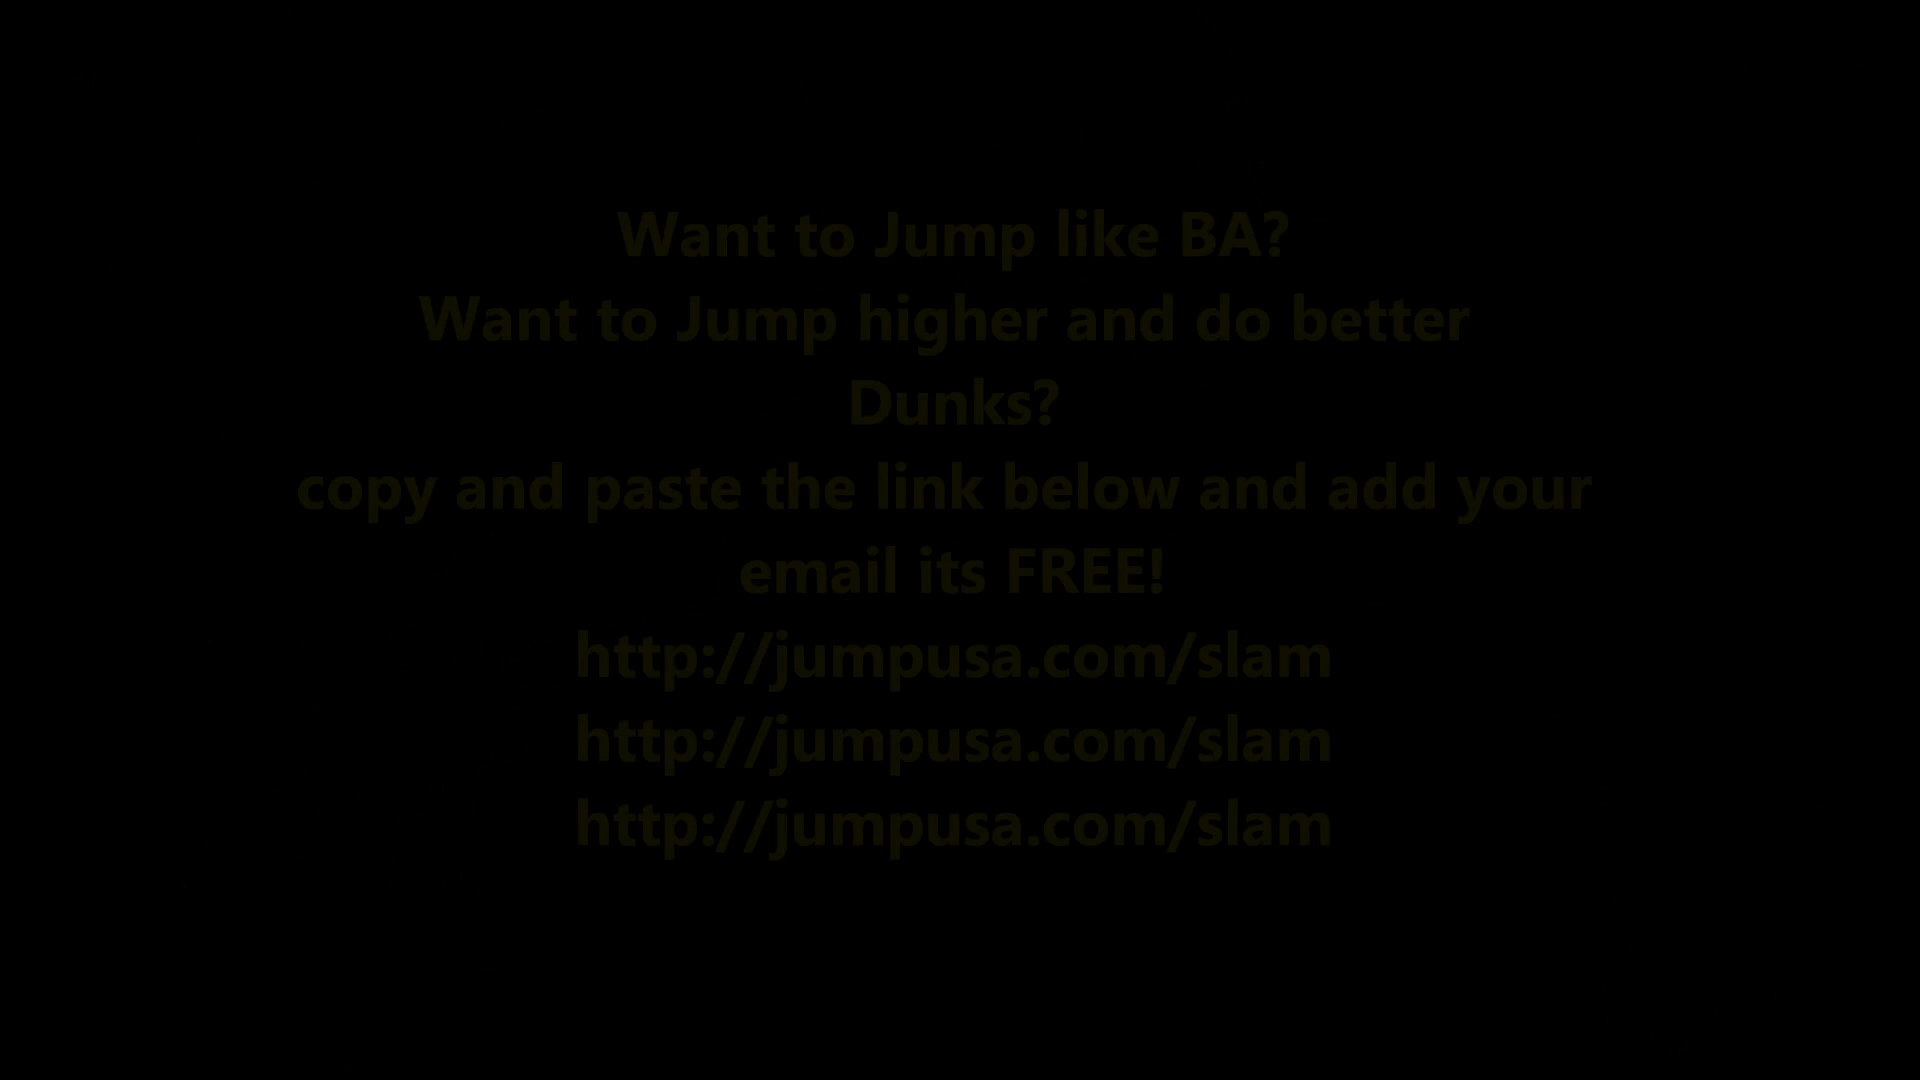 Want to Jump like BA?
Want to Jump higher and do better
Dunks?
copy and paste the link below and add your
email its FREE!
http://jumpusa.com/slam
http://jumpusa.com/slam
http://jumpusa.com/slam